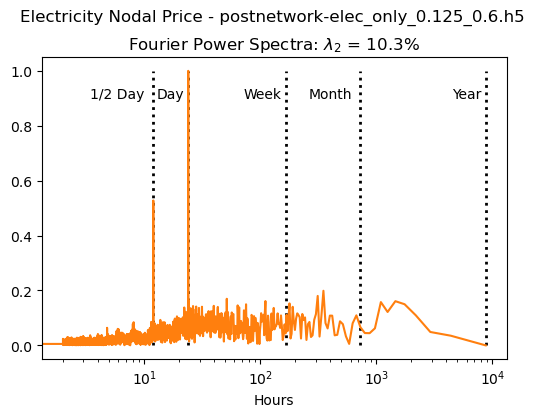 Electricity Nodal Price - postnetwork-elec_only_0.125_0.6.h5
Fourier Power Spectra: λ₂ = 10.3%
1.0
1/2 Day Day Week Month Year
0.8
0.6
0.4
0.2
0.0
10¹ 10² 10³ 10⁴
Hours